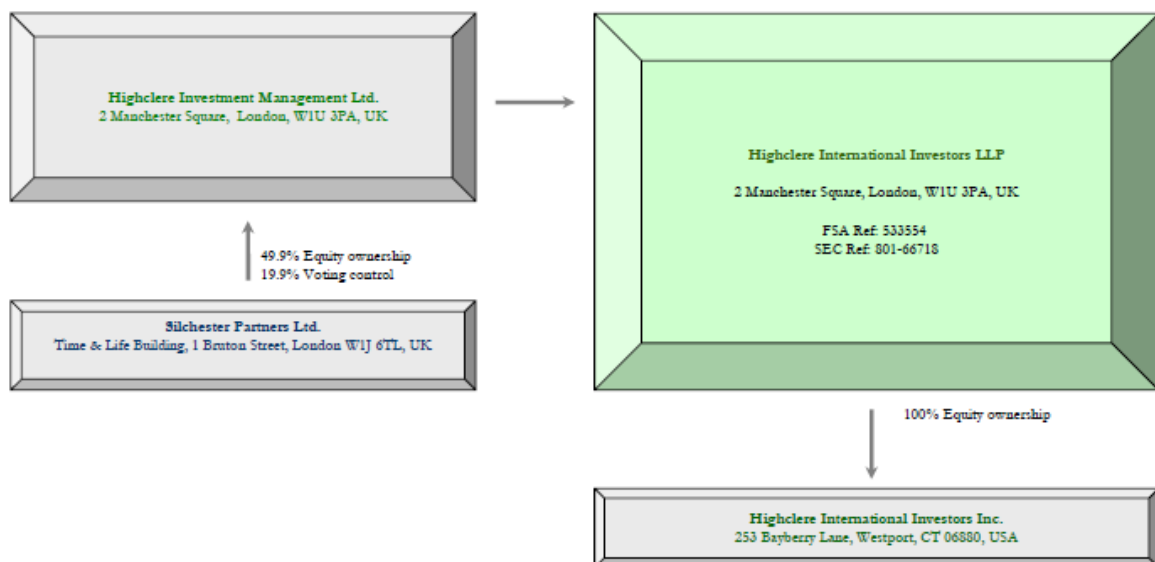 Highclere Investment Management Ltd.
2 Manchester Square, London, W1U 3PA, UK
49.9% Equity ownership
19.9% Voting control
Silchester Partners Ltd.
Time & Life Building, 1 Bruton Street, London W1J 6TL, UK
Highclere International Investors LLP
2 Manchester Square, London, W1U 3PA, UK
FSA Ref: 533554
SEC Ref: 801-66718
100% Equity ownership
Highclere International Investors Inc.
253 Bayberry Lane, Westport, CT 06880, USA